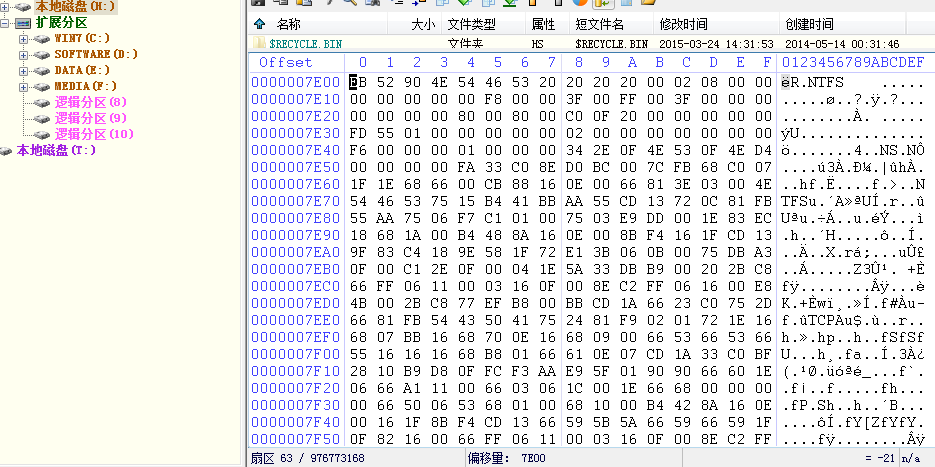 本地磁盘(H:)
扩展分区
WIN7(C:)
SOFTWARE(D:)
DATA(E:)
MEDIA(F:)
逻辑分区(8)
逻辑分区(9)
逻辑分区(10)
本地磁盘(T:)
名称 大小 文件类型 属性 短文件名 修改时间 创建时间
$RECYCLE.BIN 文件夹 HS $RECYCLE.BIN 2015-03-24 14:31:53 2014-05-14 00:31:46
Offset 0 1 2 3 4 5 6 7 8 9 A B C D E F 0123456789ABCDEF
0000007E00 EB 52 90 4E 54 46 53 20 20 20 20 00 02 08 00 00 ëR.NTFS .....
0000007E10 00 00 00 00 00 F8 00 00 3F 00 FF 00 3F 00 00 00 .....ø..?.ÿ.?...
0000007E20 00 00 00 00 80 00 80 00 C0 0F 20 00 00 00 00 00 ........À. .....
0000007E30 FD 55 01 00 00 00 00 00 02 00 00 00 00 00 00 00 ýU..............
0000007E40 F6 00 00 00 01 00 00 00 34 2E 0F 4E 53 0F 4E D4 ö.......4..NS.NÔ
0000007E50 00 00 00 00 FA 33 C0 8E D0 BC 00 7C FB 68 C0 07 ....ú3À.Ð¼.|ûhÀ.
0000007E60 1F 1E 68 66 00 CB 88 16 0E 00 66 81 3E 03 00 4E ..hf.Ë....f.>..N
0000007E70 54 46 53 75 15 B4 41 BB AA 55 CD 13 72 0C 81 FB TFSu.´A»ªUÍ.r..û
0000007E80 55 AA 75 06 F7 C1 01 00 75 03 E9 DD 00 1E 83 EC Uªu.÷Á..u.éÝ...ì
0000007E90 18 68 1A 00 B4 48 8A 16 0E 00 8B F4 16 1F CD 13 .h..´H.....ô..Í.
0000007EA0 9F 83 C4 18 9E 58 1F 72 E1 3B 06 0B 00 75 DB A3 ..Ä..X.rá;...uÛ£
0000007EB0 0F 00 C1 2E 0F 00 04 1E 5A 33 DB B9 00 20 2B C8 ..Á.....Z3Û¹. +È
0000007EC0 66 FF 06 11 00 03 16 0F 00 8E C2 FF 06 16 00 E8 fÿ........Âÿ...è
0000007ED0 4B 00 2B C8 77 EF B8 00 BB CD 1A 66 23 C0 75 2D K.+Èwï¸.»Í.f#Àu-
0000007EE0 66 81 FB 54 43 50 41 75 24 81 F9 02 01 72 1E 16 f.ûTCPAu$.ù..r..
0000007EF0 68 07 BB 16 68 70 0E 16 68 09 00 66 53 66 53 66 h.».hp..h..fSfSf
0000007F00 55 16 16 16 68 B8 01 66 61 0E 07 CD 1A 33 C0 BF U...h¸.fa..Í.3À¿
0000007F10 28 10 B9 D8 0F FC F3 AA E9 5F 01 90 90 66 60 1E (.¹Ø.üóªé_...f`.
0000007F20 06 66 A1 11 00 66 03 06 1C 00 1E 66 68 00 00 00 .f¡..f.....fh...
0000007F30 00 66 50 06 53 68 01 00 68 10 00 B4 42 8A 16 0E .fP.Sh..h..´B...
0000007F40 00 16 1F 8B F4 CD 13 66 59 5B 5A 66 59 66 59 1F ....ôÍ.fY[ZfYfY.
0000007F50 0F 82 16 00 66 FF 06 11 00 03 16 0F 00 8E C2 FF ....fÿ........Âÿ
扇区 63 / 976773168 偏移量: 7E00 = -21 n/a